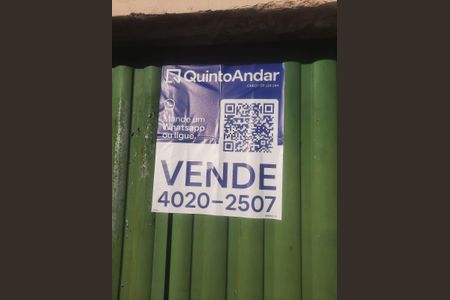 QuintoAndar
Mande um
Whatsapp
ou ligue.
VENDE
4020-2507